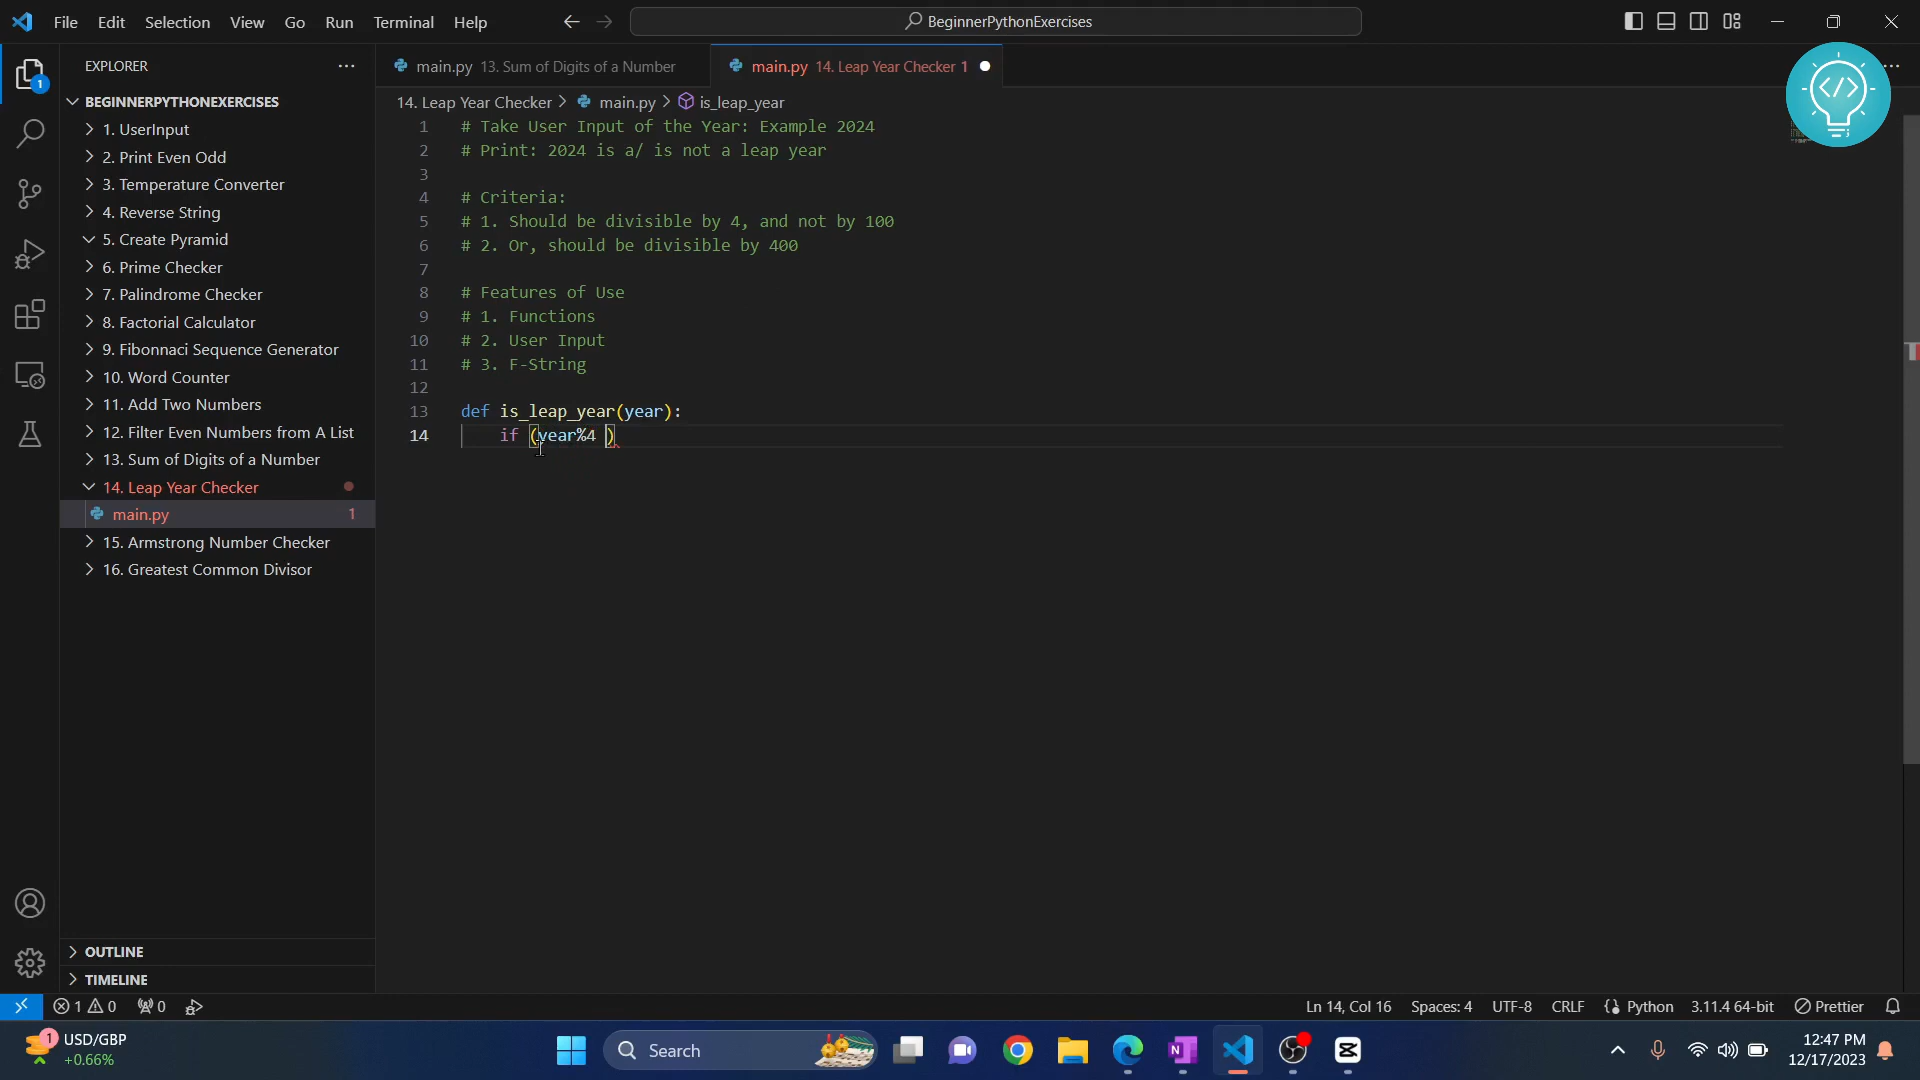 File Edit Selection View Go Run Terminal Help
BeginnerPythonExercises
EXPLORER
BEGINNERPYTHONEXERCISES
1. UserInput
2. Print Even Odd
3. Temperature Converter
4. Reverse String
5. Create Pyramid
6. Prime Checker
7. Palindrome Checker
8. Factorial Calculator
9. Fibonnaci Sequence Generator
10. Word Counter
11. Add Two Numbers
12. Filter Even Numbers from A List
13. Sum of Digits of a Number
14. Leap Year Checker
main.py 1
15. Armstrong Number Checker
16. Greatest Common Divisor
OUTLINE
TIMELINE
1
main.py 13. Sum of Digits of a Number
main.py 14. Leap Year Checker 1
14. Leap Year Checker > main.py > is_leap_year
1 # Take User Input of the Year: Example 2024
2 # Print: 2024 is a/ is not a leap year
3
4 # Criteria:
5 # 1. Should be divisible by 4, and not by 100
6 # 2. Or, should be divisible by 400
7
8 # Features of Use
9 # 1. Functions
10 # 2. User Input
11 # 3. F-String
12
13 def is_leap_year(year):
14 if (year%4 )
</>
1 0 0
Ln 14, Col 16 Spaces: 4 UTF-8 CRLF {} Python 3.11.4 64-bit Prettier
1
USD/GBP
+0.66%
Search
N
12:47 PM
12/17/2023